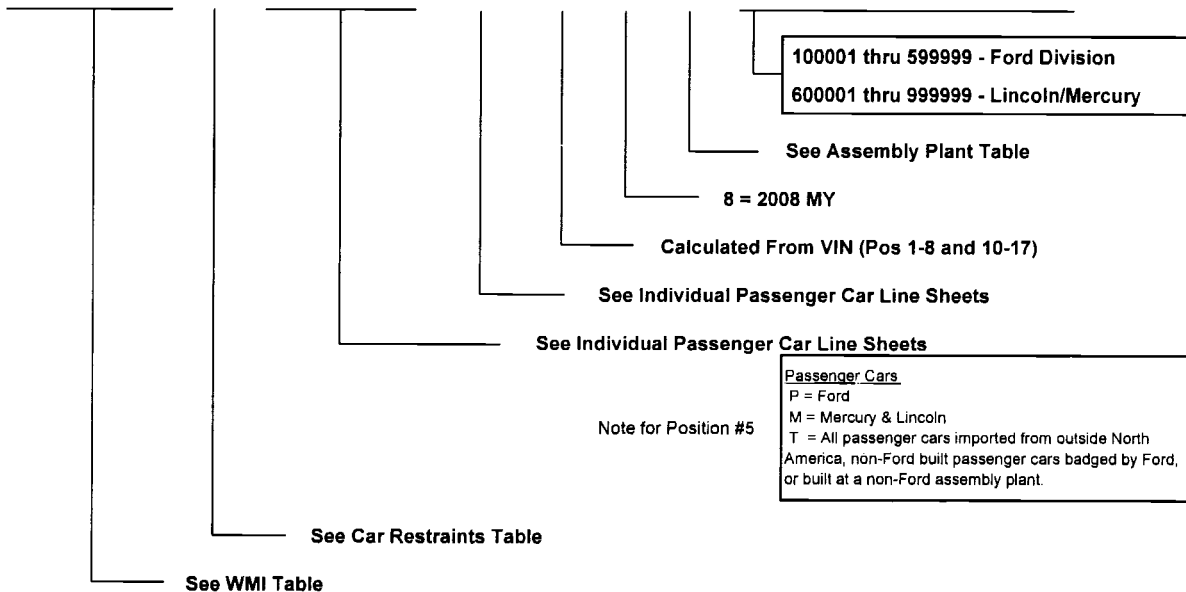 100001 thru 599999 - Ford Division
600001 thru 999999 - Lincoln/Mercury
See Assembly Plant Table
8 = 2008 MY
Calculated From VIN (Pos 1-8 and 10-17)
See Individual Passenger Car Line Sheets
See Individual Passenger Car Line Sheets
Note for Position #5
Passenger Cars
P = Ford
M = Mercury & Lincoln
T = All passenger cars imported from outside North
America, non-Ford built passenger cars badged by Ford,
or built at a non-Ford assembly plant.
See Car Restraints Table
See WMI Table